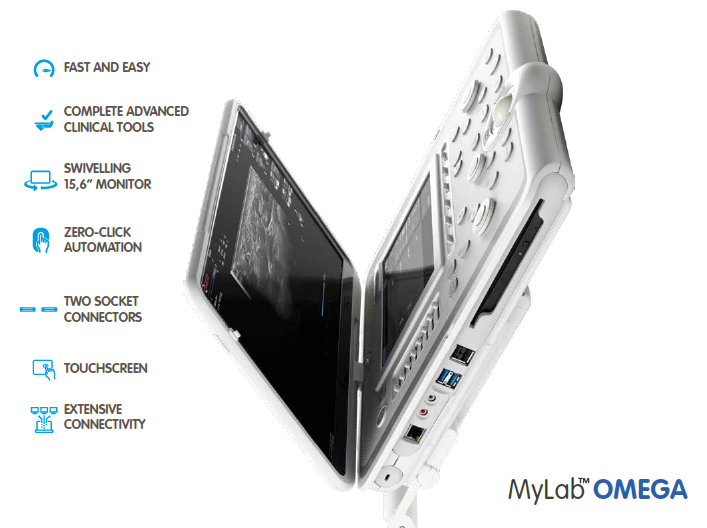 FAST AND EASY
COMPLETE ADVANCED
CLINICAL TOOLS
SWIVELLING
15,6” MONITOR
ZERO-CLICK
AUTOMATION
TWO SOCKET
CONNECTORS
TOUCHSCREEN
EXTENSIVE
CONNECTIVITY
MyLab™ OMEGA